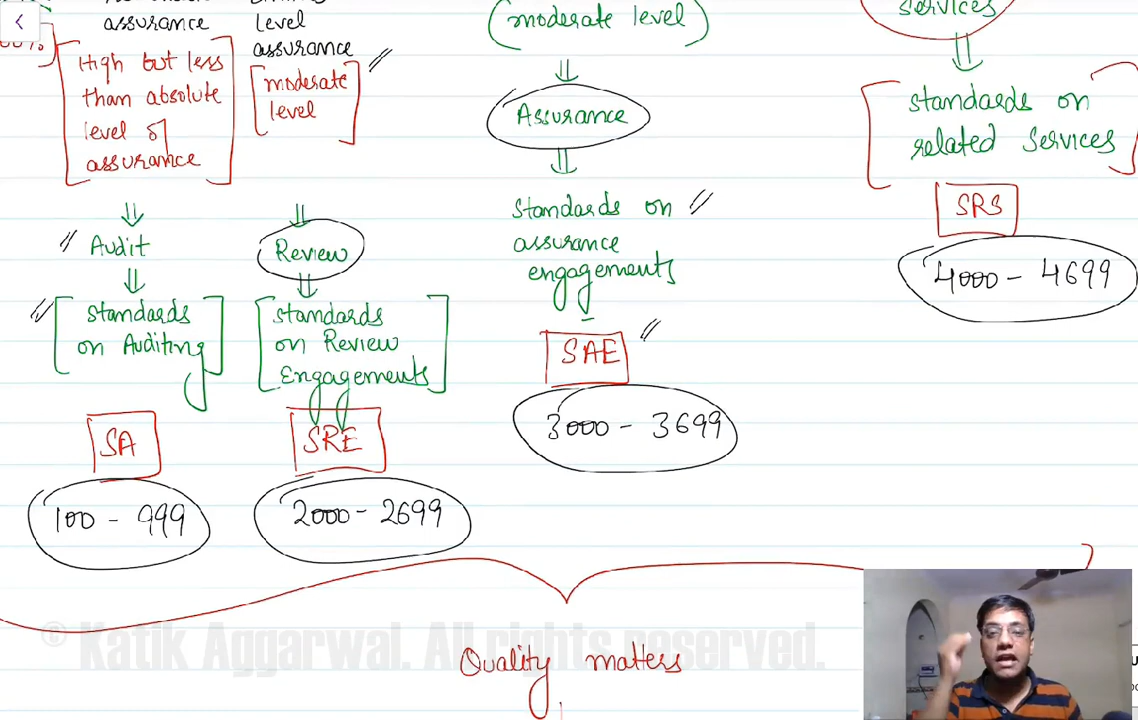 assurance
High but less
than absolute
level of
assurance
Audit
standards
on Auditing
SA
100 - 999
level
assurance
moderate
level
Review
standards
on Review
Engagements
SRE
2000 - 2699
(moderate level)
Assurance
standards on
assurance
engagements
SAE
3000 - 3699
services
standards on
related services
SRS
4000 - 4699
© Katik Aggarwal. All rights reserved.
Quality matters